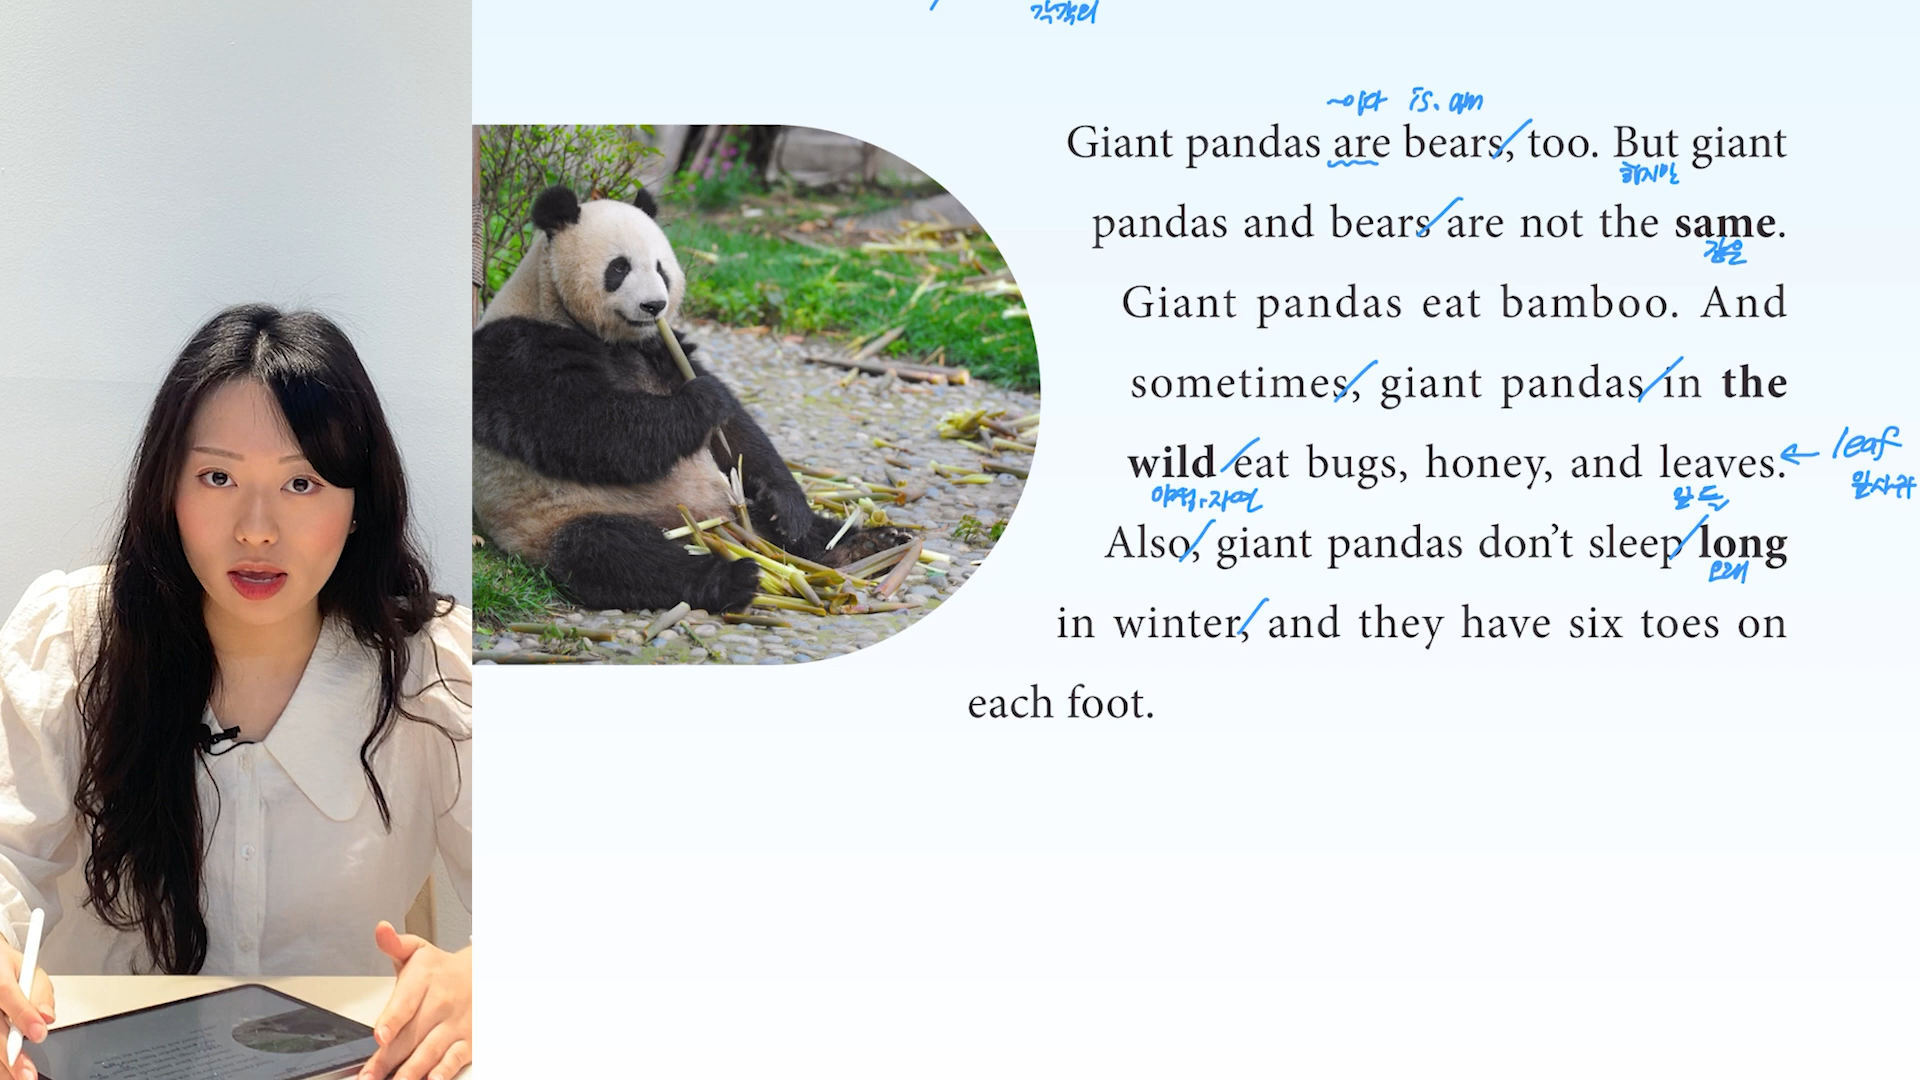 각각의
~이다 is. am
Giant pandas are bears, too. But giant
하지만
pandas and bears are not the same.
같은
Giant pandas eat bamboo. And
sometimes, giant pandas in the
wild eat bugs, honey, and leaves. ← leaf
야생, 자연 잎들 잎사귀
Also, giant pandas don't sleep long
오래
in winter, and they have six toes on
each foot.